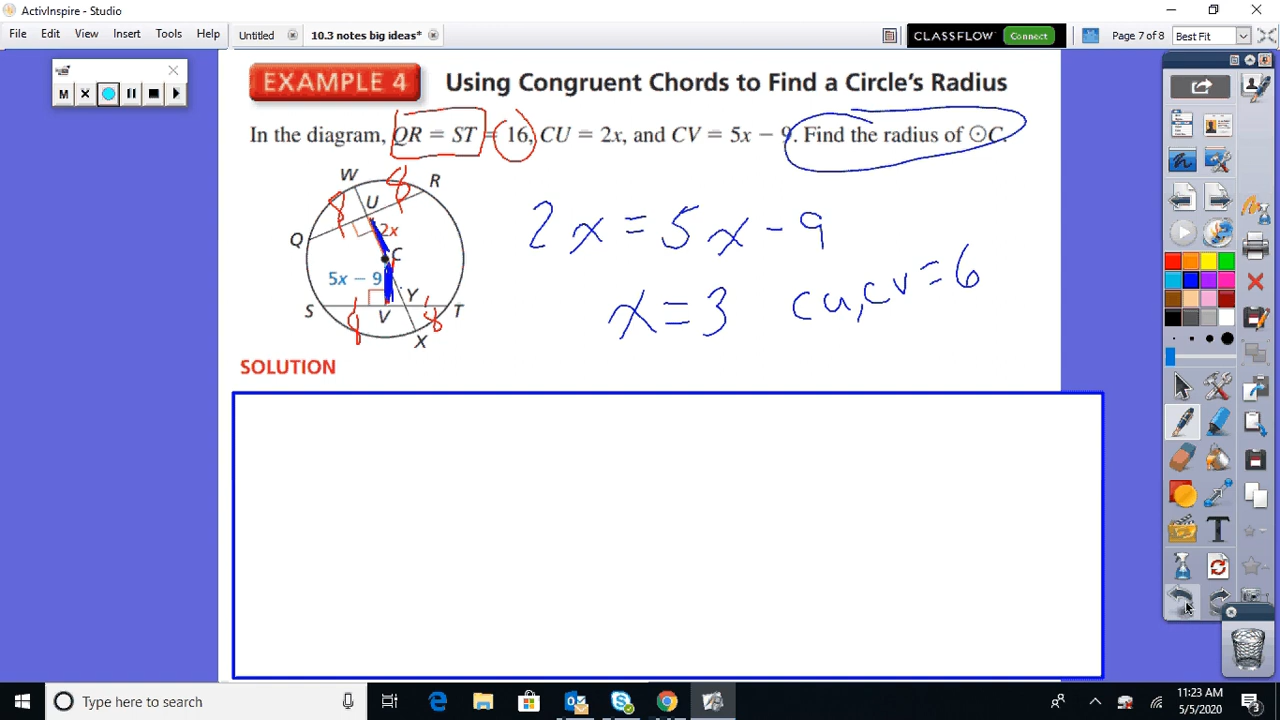 ActivInspire - Studio
File Edit View Insert Tools Help
Untitled
10.3 notes big ideas*
CLASSFLOW Connect
Page 7 of 8
Best Fit
M
EXAMPLE 4 Using Congruent Chords to Find a Circle's Radius
In the diagram, QR = ST = 16, CU = 2x, and CV = 5x − 9. Find the radius of ⊙C.
W 8 R
8 U
Q 2x
C
5x − 9
Y
S 8 V 8 T
X
2x = 5x − 9
x = 3 cu, cv = 6
SOLUTION
T
Type here to search
11:23 AM
5/5/2020
3